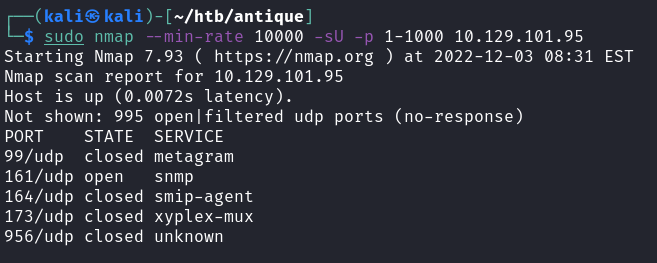 ┌──(kali㉿kali)-[~/htb/antique]
└─$ sudo nmap --min-rate 10000 -sU -p 1-1000 10.129.101.95
Starting Nmap 7.93 ( https://nmap.org ) at 2022-12-03 08:31 EST
Nmap scan report for 10.129.101.95
Host is up (0.0072s latency).
Not shown: 995 open|filtered udp ports (no-response)
PORT    STATE  SERVICE
99/udp  closed metagram
161/udp open   snmp
164/udp closed smip-agent
173/udp closed xyplex-mux
956/udp closed unknown